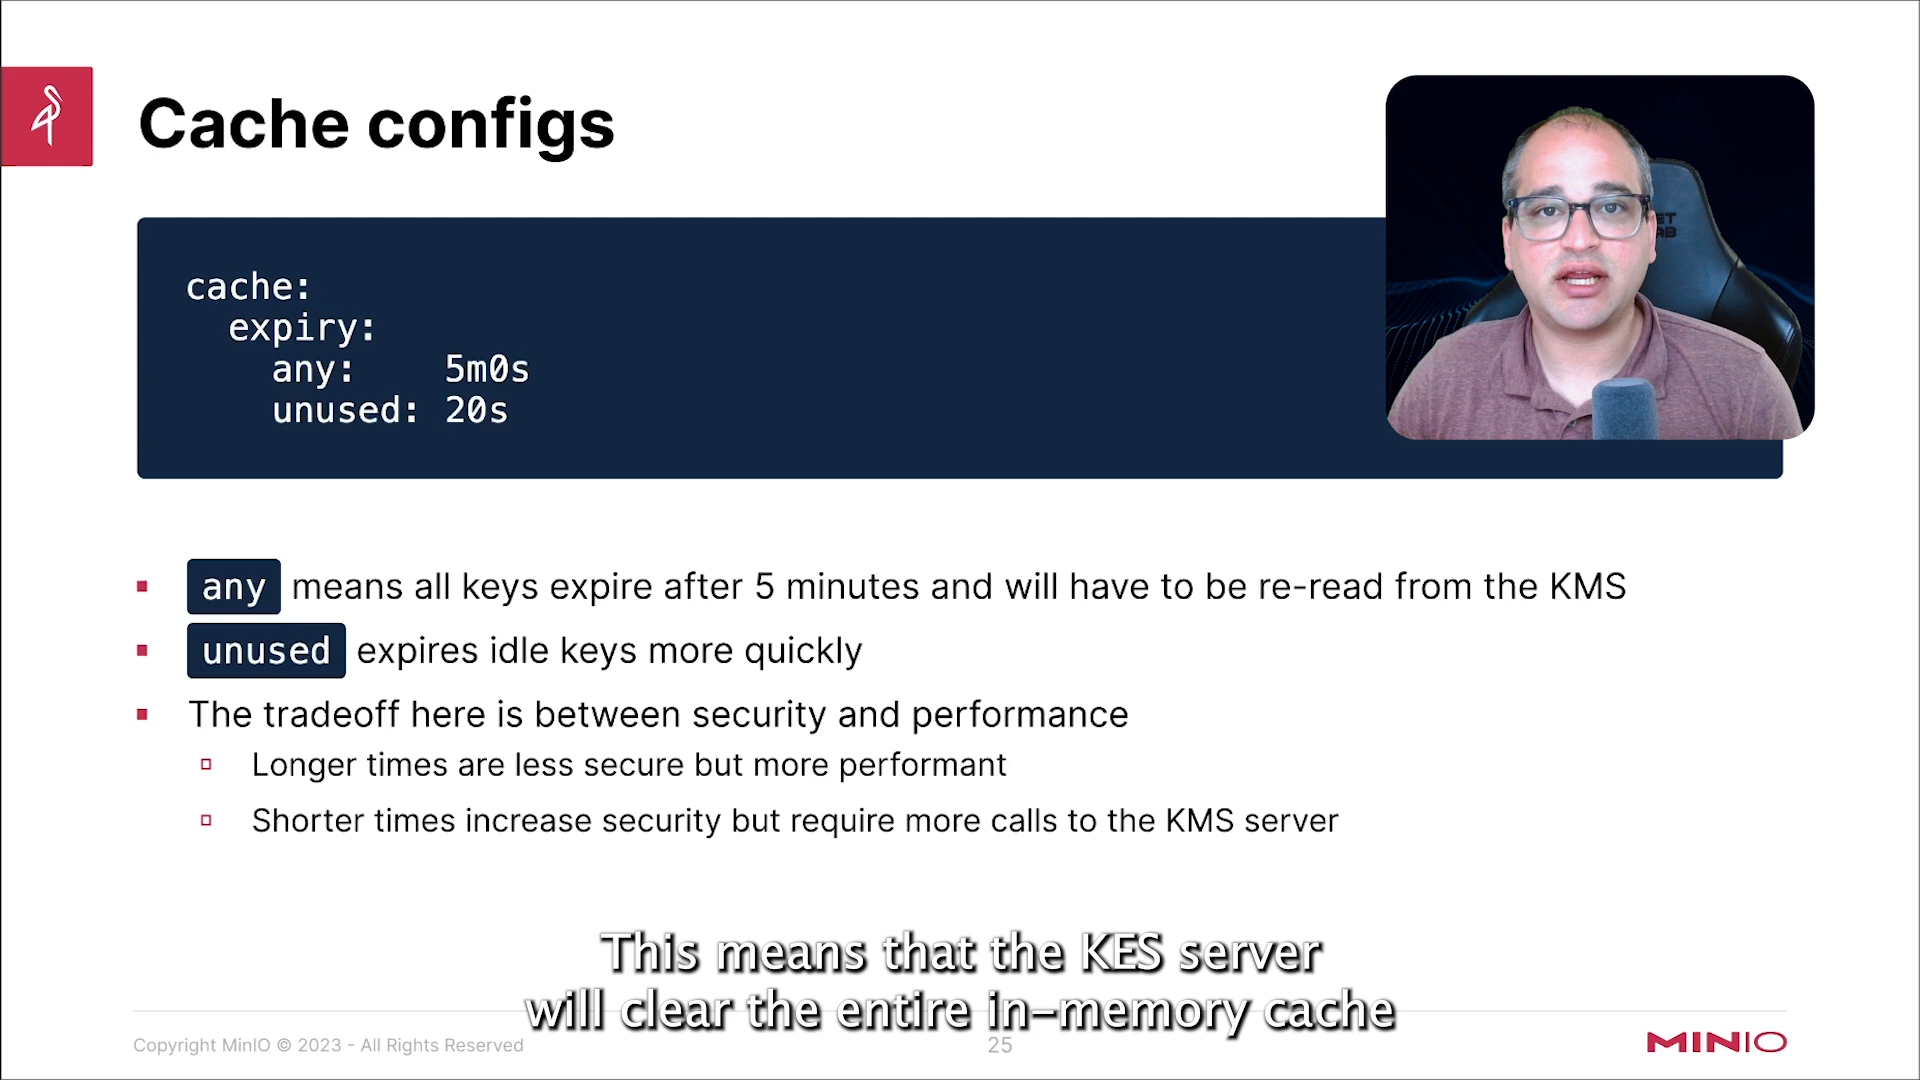 Cache configs
cache:
  expiry:
    any:    5m0s
    unused: 20s
ET
AB
any means all keys expire after 5 minutes and will have to be re-read from the KMS
unused expires idle keys more quickly
The tradeoff here is between security and performance
Longer times are less secure but more performant
Shorter times increase security but require more calls to the KMS server
This means that the KES server
will clear the entire in-memory cache
Copyright MinIO © 2023 - All Rights Reserved
25
MINIO